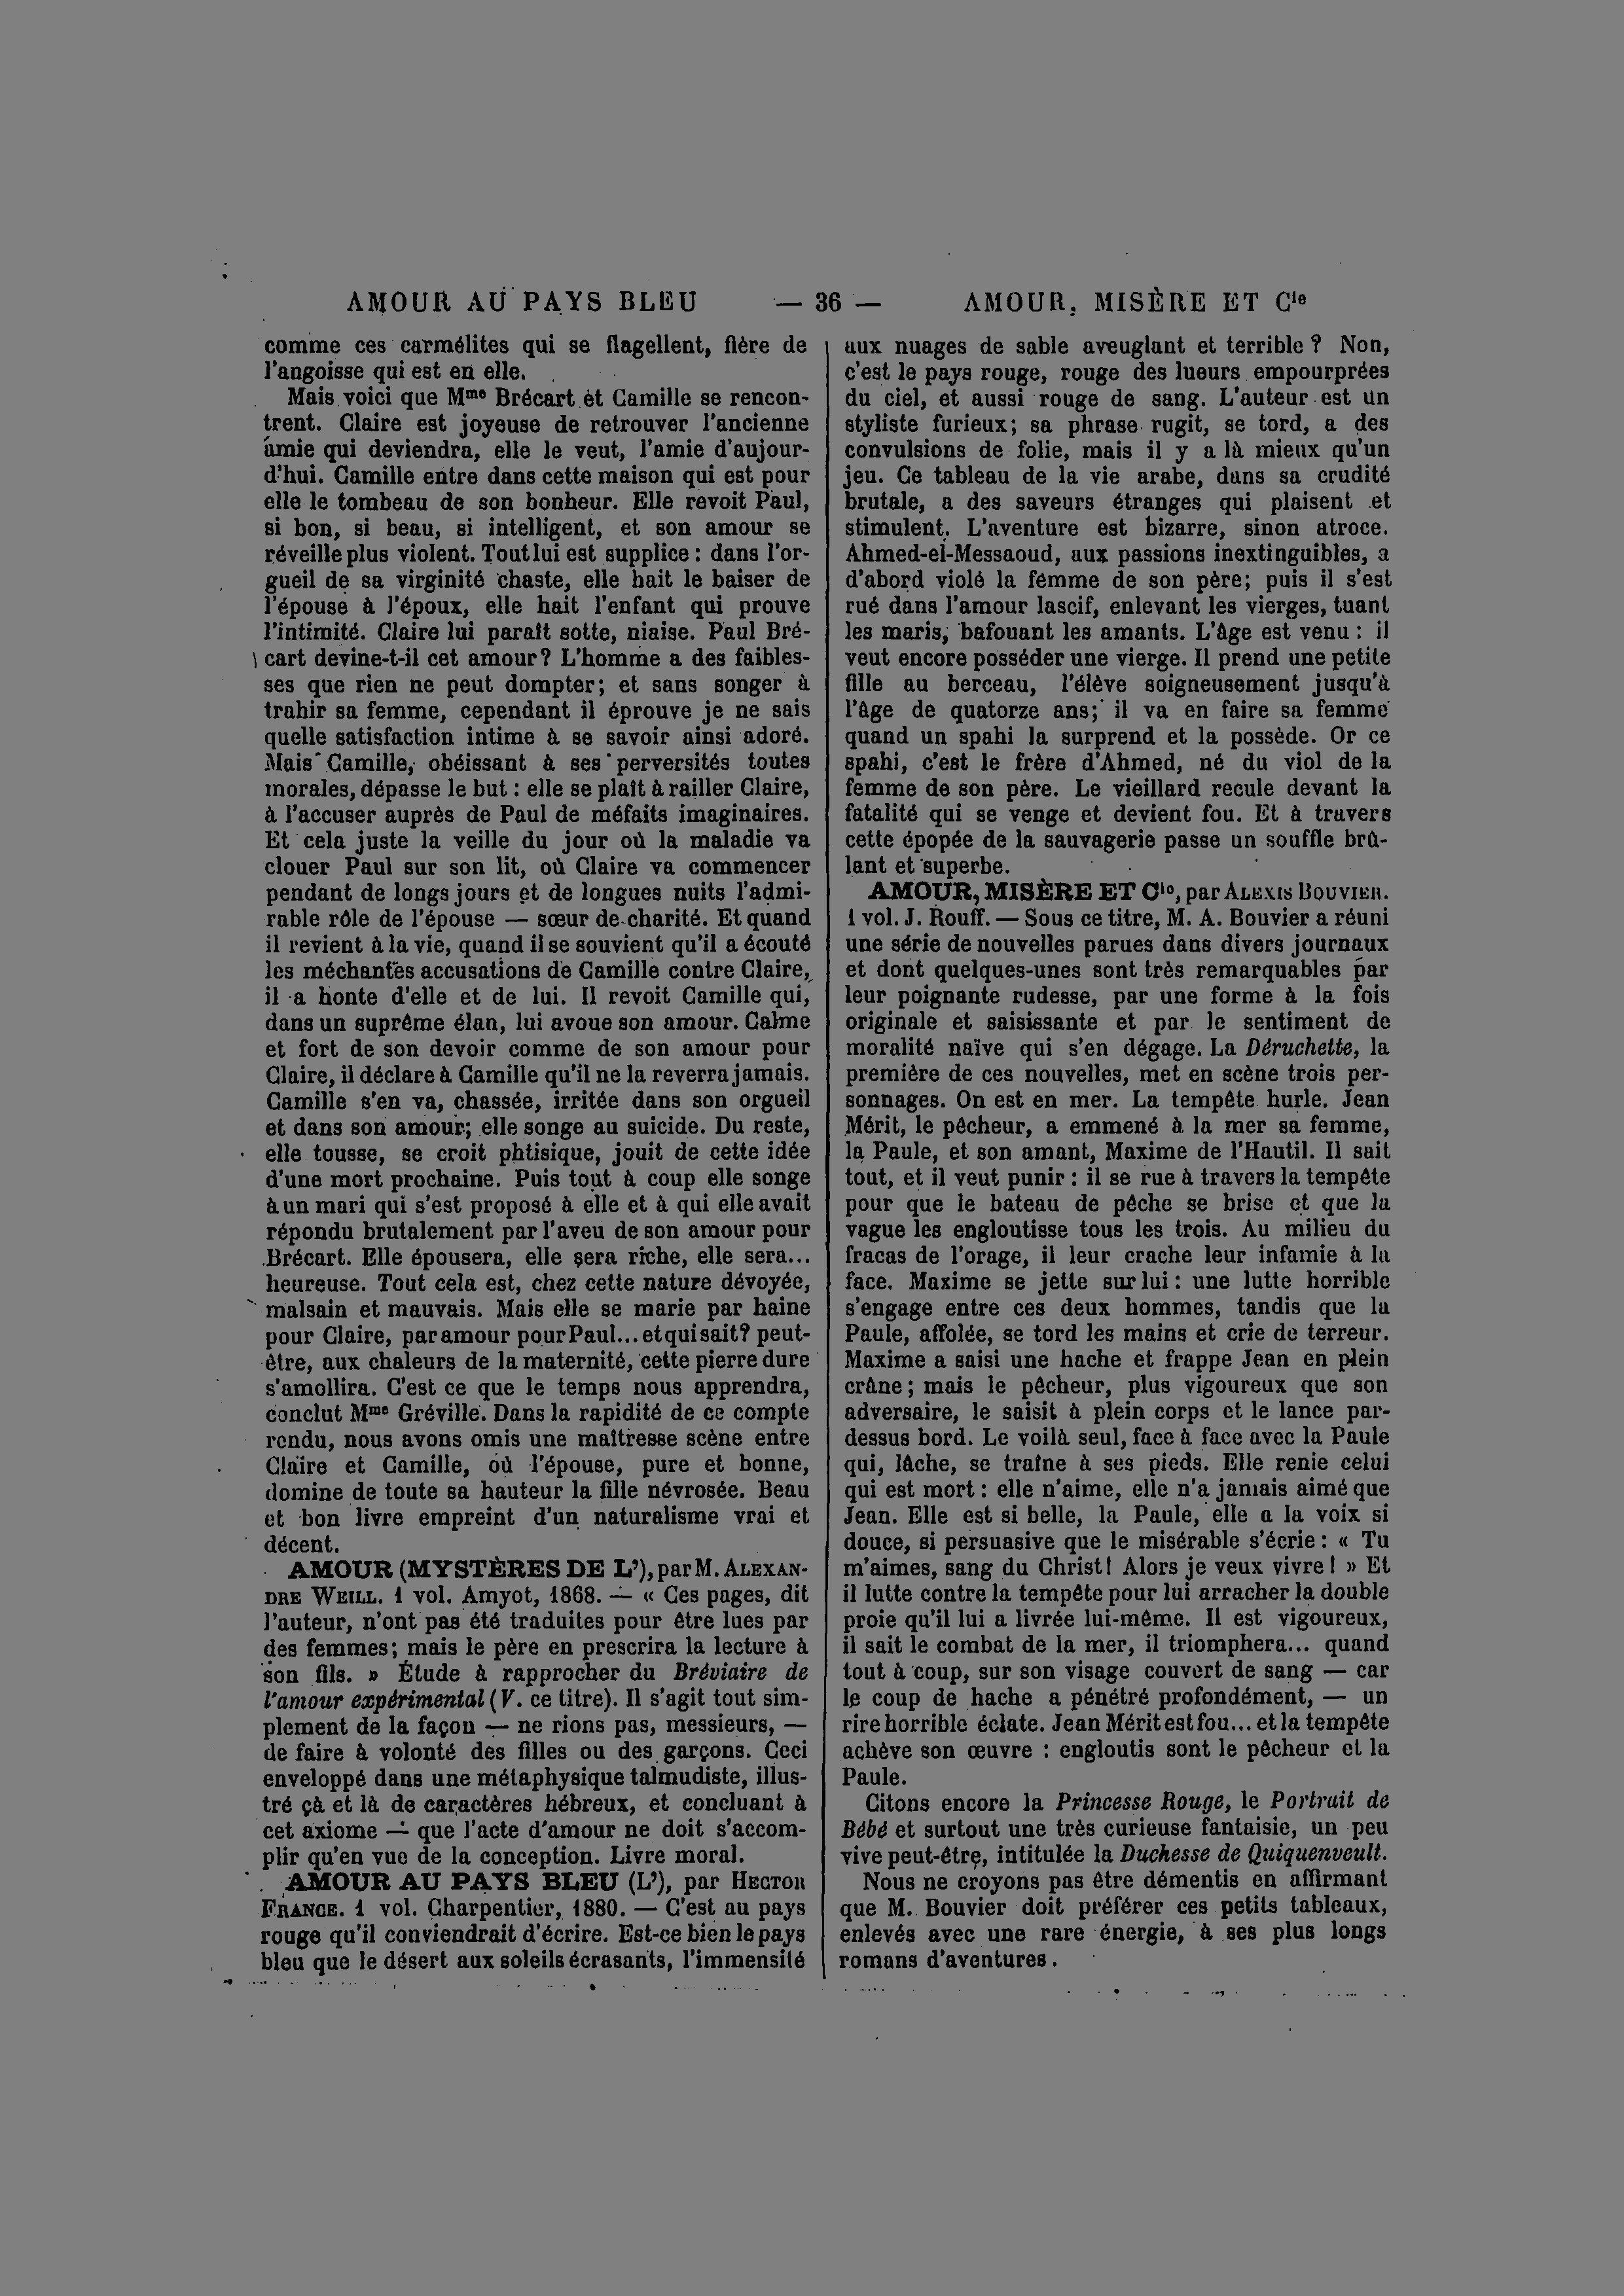 AMOUR AU PAYS BLEU — 36 — AMOUR, MISÈRE ET Cie
comme ces carmélites qui se flagellent, fière de
l'angoisse qui est en elle.
Mais voici que Mme Brécart et Camille se rencon-
trent. Claire est joyeuse de retrouver l'ancienne
amie qui deviendra, elle le veut, l'amie d'aujour-
d'hui. Camille entre dans cette maison qui est pour
elle le tombeau de son bonheur. Elle revoit Paul,
si bon, si beau, si intelligent, et son amour se
réveille plus violent. Tout lui est supplice : dans l'or-
gueil de sa virginité chaste, elle hait le baiser de
l'épouse à l'époux, elle hait l'enfant qui prouve
l'intimité. Claire lui paraît sotte, niaise. Paul Bré-
cart devine-t-il cet amour? L'homme a des faibles-
ses que rien ne peut dompter; et sans songer à
trahir sa femme, cependant il éprouve je ne sais
quelle satisfaction intime à se savoir ainsi adoré.
Mais Camille, obéissant à ses perversités toutes
morales, dépasse le but : elle se plaît à railler Claire,
à l'accuser auprès de Paul de méfaits imaginaires.
Et cela juste la veille du jour où la maladie va
clouer Paul sur son lit, où Claire va commencer
pendant de longs jours et de longues nuits l'admi-
rable rôle de l'épouse — sœur de charité. Et quand
il revient à la vie, quand il se souvient qu'il a écouté
les méchantes accusations de Camille contre Claire,
il a honte d'elle et de lui. Il revoit Camille qui,
dans un suprême élan, lui avoue son amour. Calme
et fort de son devoir comme de son amour pour
Claire, il déclare à Camille qu'il ne la reverra jamais.
Camille s'en va, chassée, irritée dans son orgueil
et dans son amour; elle songe au suicide. Du reste,
elle tousse, se croit phtisique, jouit de cette idée
d'une mort prochaine. Puis tout à coup elle songe
à un mari qui s'est proposé à elle et à qui elle avait
répondu brutalement par l'aveu de son amour pour
Brécart. Elle épousera, elle sera riche, elle sera...
heureuse. Tout cela est, chez cette nature dévoyée,
malsain et mauvais. Mais elle se marie par haine
pour Claire, par amour pour Paul... et qui sait? peut-
être, aux chaleurs de la maternité, cette pierre dure
s'amollira. C'est ce que le temps nous apprendra,
conclut Mme Gréville. Dans la rapidité de ce compte
rendu, nous avons omis une maîtresse scène entre
Claire et Camille, où l'épouse, pure et bonne,
domine de toute sa hauteur la fille névrosée. Beau
et bon livre empreint d'un naturalisme vrai et
décent.
AMOUR (MYSTÈRES DE L'), par M. ALEXAN-
DRE WEILL. 1 vol. Amyot, 1868. — « Ces pages, dit
l'auteur, n'ont pas été traduites pour être lues par
des femmes; mais le père en prescrira la lecture à
son fils. » Étude à rapprocher du Bréviaire de
l'amour expérimental (V. ce titre). Il s'agit tout sim-
plement de la façon — ne rions pas, messieurs, —
de faire à volonté des filles ou des garçons. Ceci
enveloppé dans une métaphysique talmudiste, illus-
tré çà et là de caractères hébreux, et concluant à
cet axiome — que l'acte d'amour ne doit s'accom-
plir qu'en vue de la conception. Livre moral.
AMOUR AU PAYS BLEU (L'), par HECTOR
FRANCE. 1 vol. Charpentier, 1880. — C'est au pays
rouge qu'il conviendrait d'écrire. Est-ce bien le pays
bleu que le désert aux soleils écrasants, l'immensité
aux nuages de sable aveuglant et terrible? Non,
c'est le pays rouge, rouge des lueurs empourprées
du ciel, et aussi rouge de sang. L'auteur est un
styliste furieux; sa phrase rugit, se tord, a des
convulsions de folie, mais il y a là mieux qu'un
jeu. Ce tableau de la vie arabe, dans sa crudité
brutale, a des saveurs étranges qui plaisent et
stimulent. L'aventure est bizarre, sinon atroce.
Ahmed-el-Messaoud, aux passions inextinguibles, a
d'abord violé la femme de son père; puis il s'est
rué dans l'amour lascif, enlevant les vierges, tuant
les maris, bafouant les amants. L'âge est venu : il
veut encore posséder une vierge. Il prend une petite
fille au berceau, l'élève soigneusement jusqu'à
l'âge de quatorze ans; il va en faire sa femme
quand un spahi la surprend et la possède. Or ce
spahi, c'est le frère d'Ahmed, né du viol de la
femme de son père. Le vieillard recule devant la
fatalité qui se venge et devient fou. Et à travers
cette épopée de la sauvagerie passe un souffle brû-
lant et superbe.
AMOUR, MISÈRE ET Cie, par ALEXIS BOUVIER.
1 vol. J. Rouff. — Sous ce titre, M. A. Bouvier a réuni
une série de nouvelles parues dans divers journaux
et dont quelques-unes sont très remarquables par
leur poignante rudesse, par une forme à la fois
originale et saisissante et par le sentiment de
moralité naïve qui s'en dégage. La Déruchette, la
première de ces nouvelles, met en scène trois per-
sonnages. On est en mer. La tempête hurle. Jean
Mérit, le pêcheur, a emmené à la mer sa femme,
la Paule, et son amant, Maxime de l'Hautil. Il sait
tout, et il veut punir : il se rue à travers la tempête
pour que le bateau de pêche se brise et que la
vague les engloutisse tous les trois. Au milieu du
fracas de l'orage, il leur crache leur infamie à la
face. Maxime se jette sur lui : une lutte horrible
s'engage entre ces deux hommes, tandis que la
Paule, affolée, se tord les mains et crie de terreur.
Maxime a saisi une hache et frappe Jean en plein
crâne; mais le pêcheur, plus vigoureux que son
adversaire, le saisit à plein corps et le lance par-
dessus bord. Le voilà seul, face à face avec la Paule
qui, lâche, se traîne à ses pieds. Elle renie celui
qui est mort : elle n'aime, elle n'a jamais aimé que
Jean. Elle est si belle, la Paule, elle a la voix si
douce, si persuasive que le misérable s'écrie : « Tu
m'aimes, sang du Christ! Alors je veux vivre! » Et
il lutte contre la tempête pour lui arracher la double
proie qu'il lui a livrée lui-même. Il est vigoureux,
il sait le combat de la mer, il triomphera... quand
tout à coup, sur son visage couvert de sang — car
le coup de hache a pénétré profondément, — un
rire horrible éclate. Jean Mérit est fou... et la tempête
achève son œuvre : engloutis sont le pêcheur et la
Paule.
Citons encore la Princesse Rouge, le Portrait de
Bébé et surtout une très curieuse fantaisie, un peu
vive peut-être, intitulée la Duchesse de Quiquenveult.
Nous ne croyons pas être démentis en affirmant
que M. Bouvier doit préférer ces petits tableaux,
enlevés avec une rare énergie, à ses plus longs
romans d'aventures.